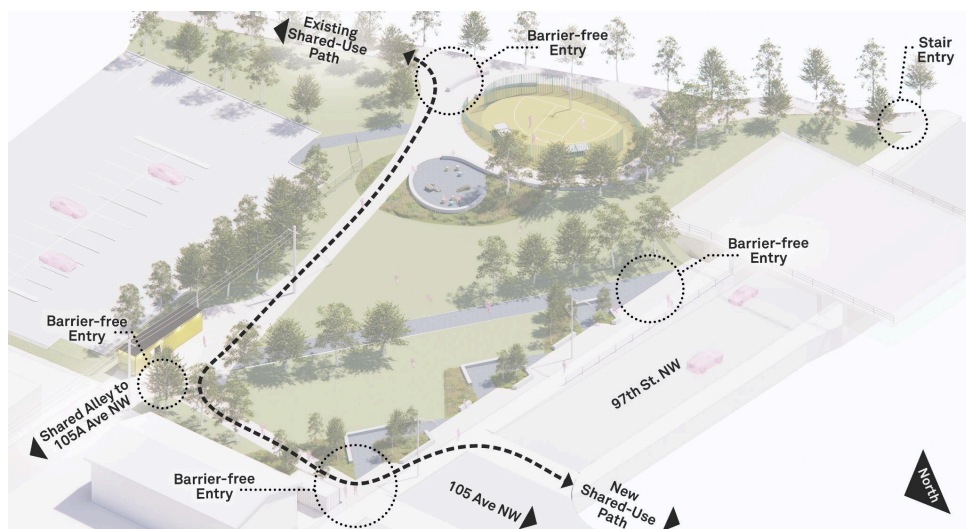 Existing
Shared-Use
Path
Barrier-free
Entry
Stair
Entry
Barrier-free
Entry
Barrier-free
Entry
97th St. NW
Shared Alley to
105A Ave NW
Barrier-free
Entry
105 Ave NW
New
Shared-Use
Path
North